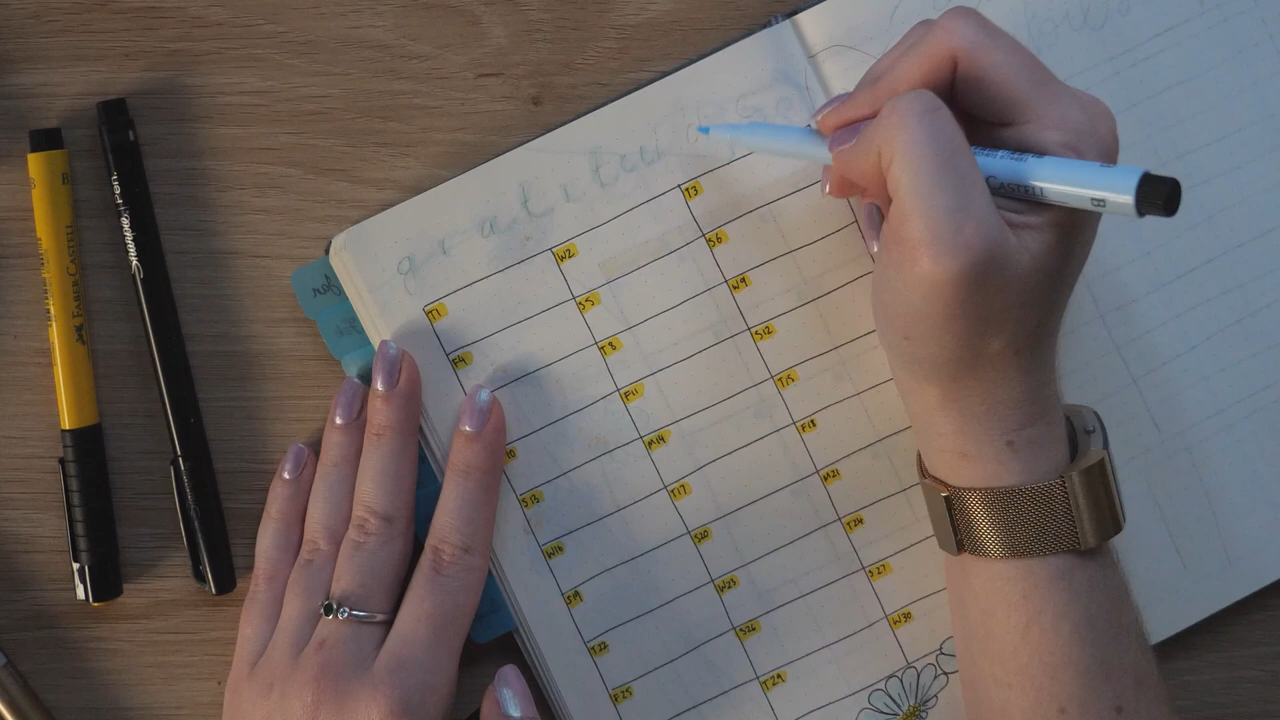 gratitude
T1 W2 T3
F4 S5 S6
T8 W9
10 F11 S12
S13 M14 T15
W16 T17 F18
S19 S20 M21
T22 W23 T24
F25 S26 S27
T29 W30
B
FABER-CASTELL
Sharpie Pen.
CASTELL B